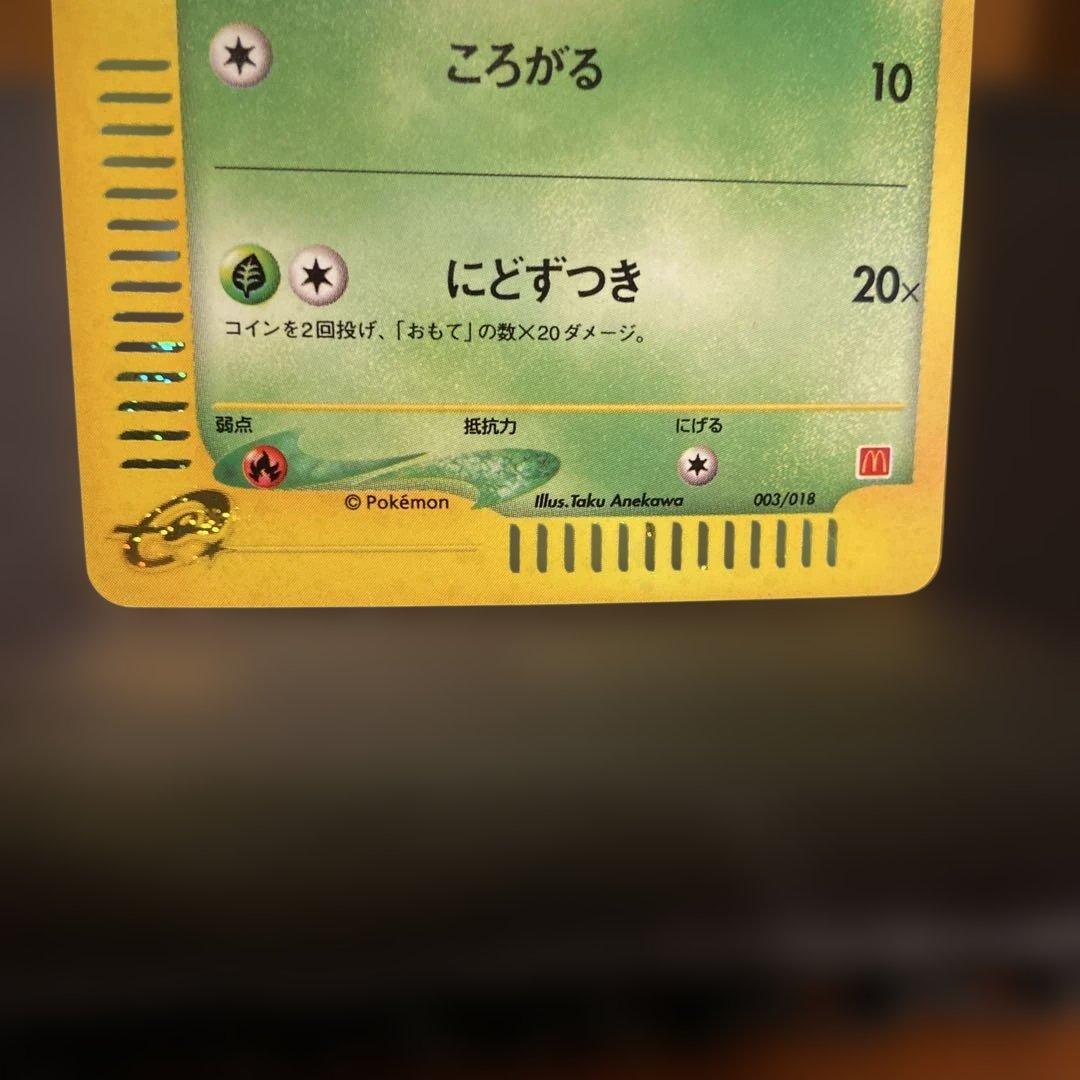 ころがる 10
にどずつき 20×
コインを2回投げ、「おもて」の数×20ダメージ。
弱点 抵抗力 にげる
© Pokémon Illus. Taku Anekawa 003/018